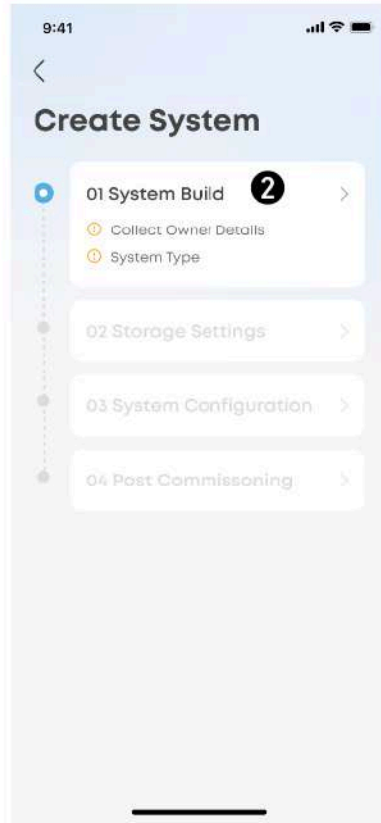 9:41
Create System
01 System Build 2
Collect Owner Details
System Type
02 Storage Settings
03 System Configuration
04 Post Commissoning